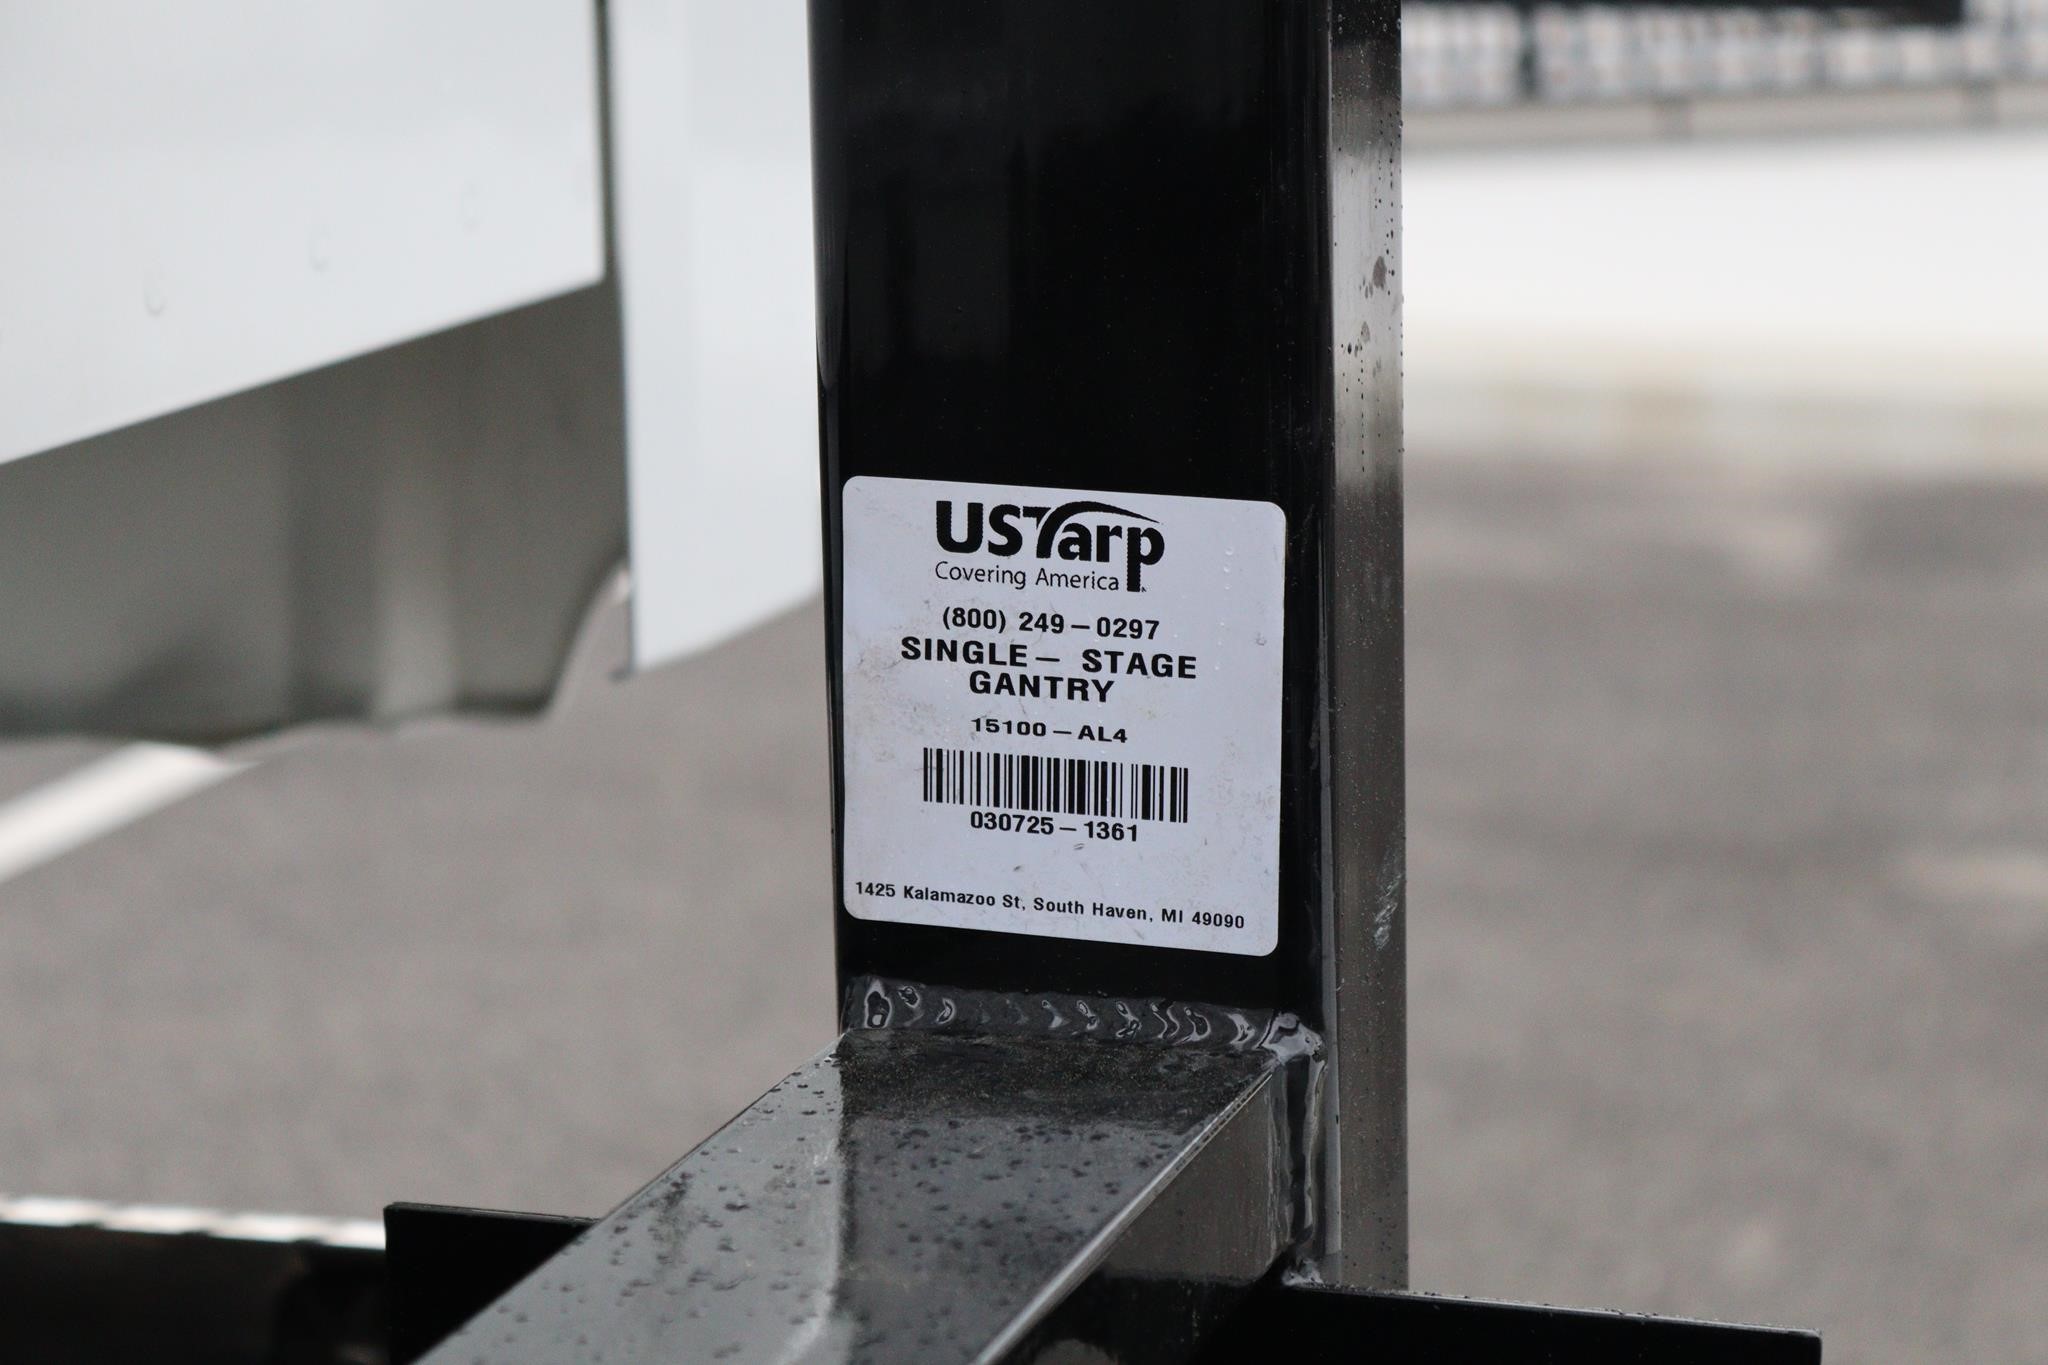 USTarp
Covering America
(800) 249-0297
SINGLE- STAGE
GANTRY
15100-AL4
030725-1361
1425 Kalamazoo St, South Haven, MI 49090